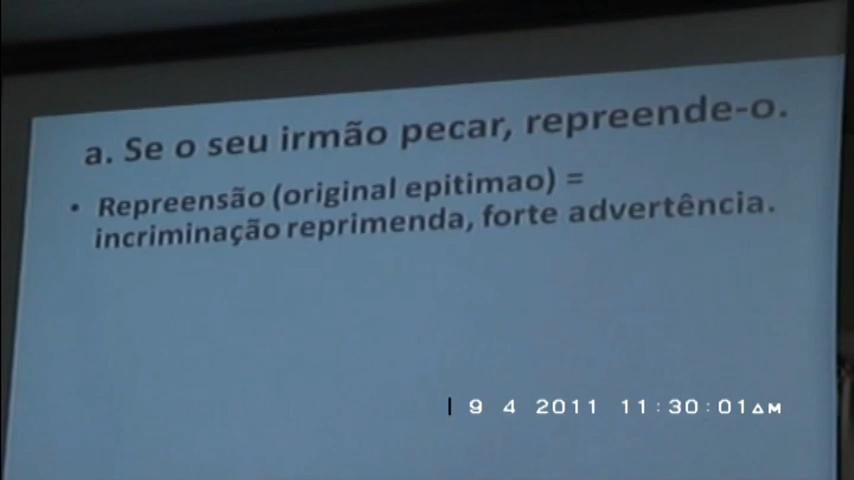 a. Se o seu irmão pecar, repreende-o.
• Repreensão (original epitimao) =
incriminação reprimenda, forte advertência.
9 4 2011 11:30:01AM